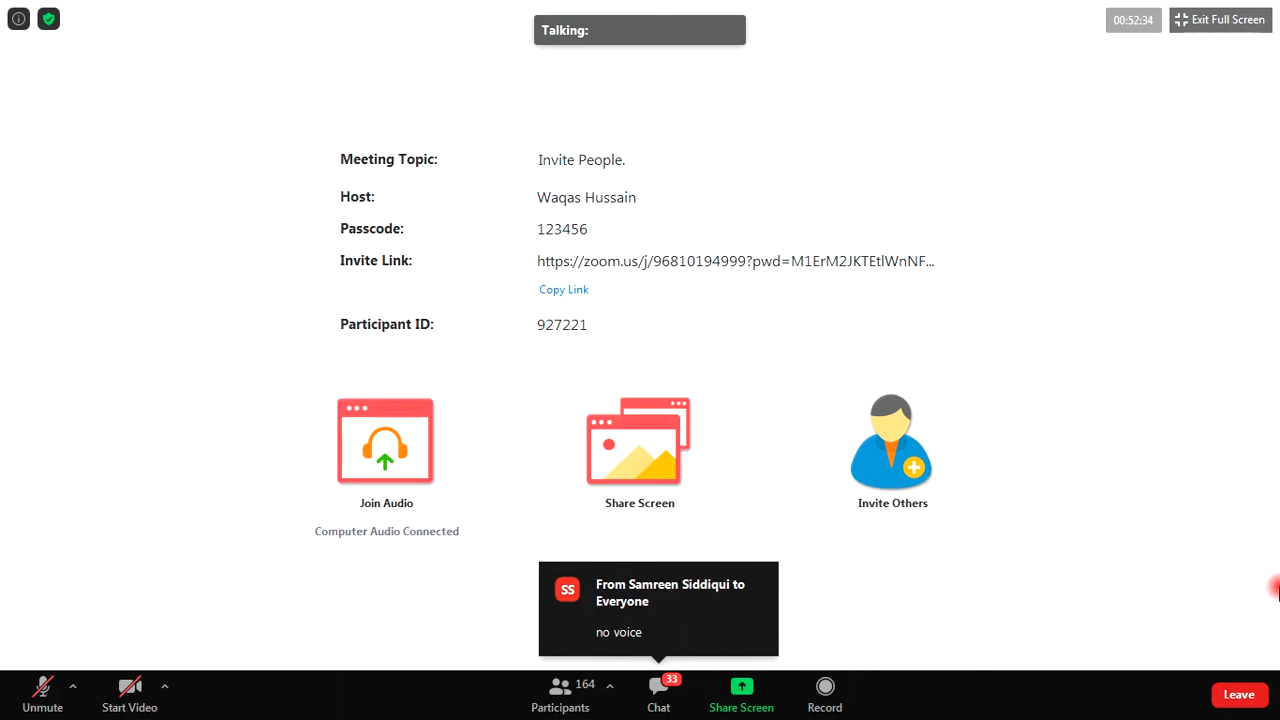 Talking:
00:52:34
Exit Full Screen
Meeting Topic: Invite People.
Host: Waqas Hussain
Passcode: 123456
Invite Link: https://zoom.us/j/96810194999?pwd=M1ErM2JKTEtlWnNF...
Copy Link
Participant ID: 927221
Join Audio
Share Screen
Invite Others
Computer Audio Connected
SS
From Samreen Siddiqui to
Everyone
no voice
Unmute
Start Video
164
Participants
33
Chat
Share Screen
Record
Leave